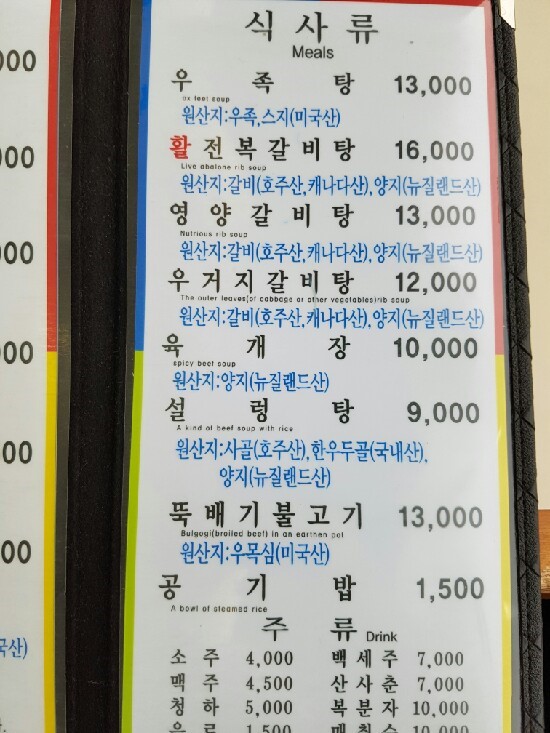 식 사 류
Meals
우 족 탕 13,000
ox feet soup
원산지:우족,스지(미국산)
활전복갈비탕 16,000
Live abalone rib soup
원산지:갈비(호주산,캐나다산),양지(뉴질랜드산)
영양갈비탕 13,000
Nutrious rib soup
원산지:갈비(호주산,캐나다산),양지(뉴질랜드산)
우거지갈비탕 12,000
The outer leaves(of cabbage or other vegetables)rib soup
원산지:갈비(호주산,캐나다산),양지(뉴질랜드산)
육 개 장 10,000
spicy beef soup
원산지:양지(뉴질랜드산)
설 렁 탕 9,000
A kind of beef soup with rice
원산지:사골(호주산),한우두골(국내산),
양지(뉴질랜드산)
뚝배기불고기 13,000
Bulgogi(broiled beef) in an earthen pot
원산지:우목심(미국산)
공 기 밥 1,500
A bowl of steamed rice
주 류 Drink
소 주 4,000 백세주 7,000
맥 주 4,500 산사춘 7,000
청 하 5,000 복분자 10,000
음 료 1,500 매취순 10,000